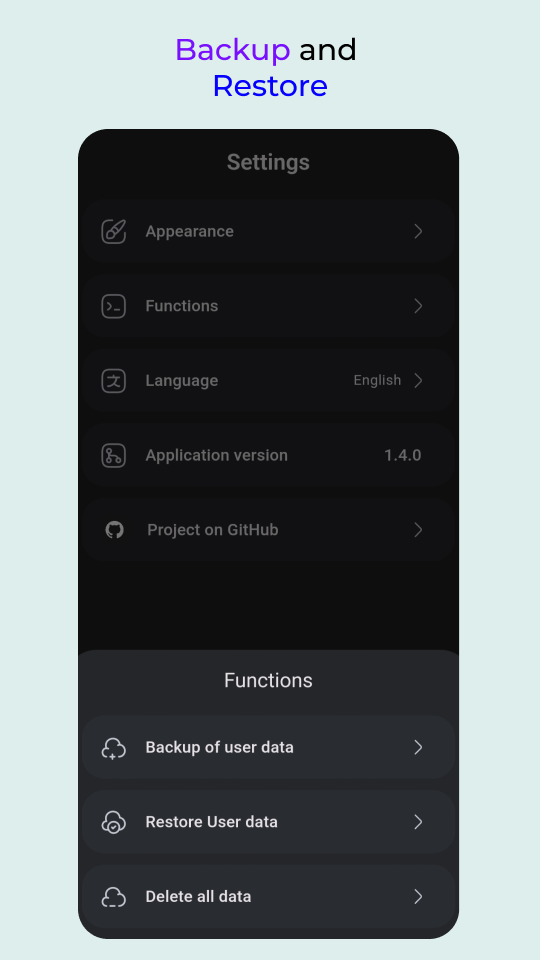 Backup and
Restore
Settings
Appearance
Functions
Language English
Application version 1.4.0
Project on GitHub
Functions
Backup of user data
Restore User data
Delete all data